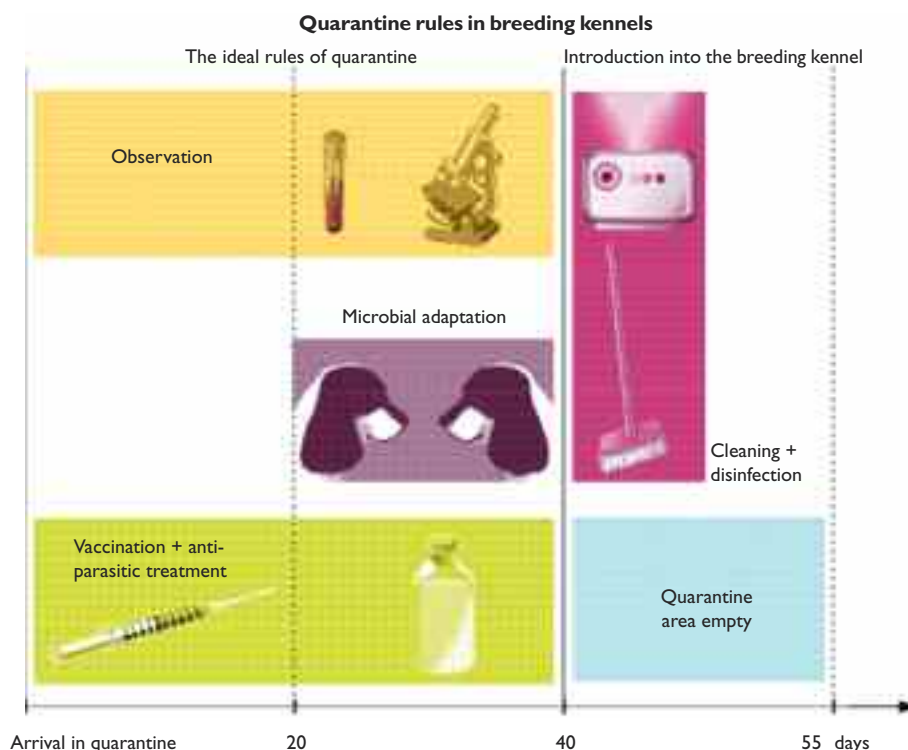 Quarantine rules in breeding kennels
The ideal rules of quarantine
Introduction into the breeding kennel
Observation
Microbial adaptation
Cleaning +
disinfection
Vaccination + anti-
parasitic treatment
Quarantine
area empty
Arrival in quarantine 20 40 55 days